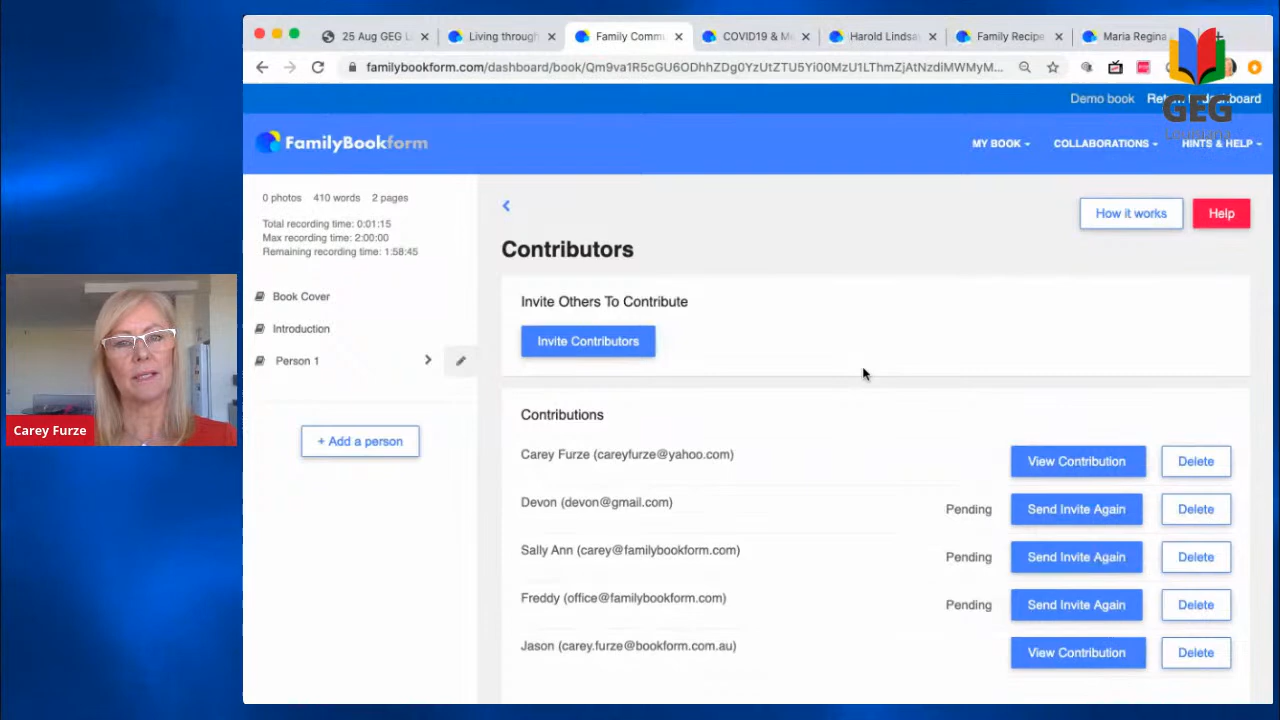 25 Aug GEG L
Living through
Family Commu
COVID19 & M
Harold Lindsa
Family Recipe
Maria Regina
familybookform.com/dashboard/book/Qm9va1R5cGU6ODhhZDg0YzUtZTU5Yi00MzU1LThmZjAtNzdiMWMyM...
GEG
Louisiana
Demo book
Return to dashboard
FamilyBookform
MY BOOK
COLLABORATIONS
HINTS & HELP
0 photos 410 words 2 pages
Total recording time: 0:01:15
Max recording time: 2:00:00
Remaining recording time: 1:58:45
Book Cover
Introduction
Person 1
+ Add a person
How it works
Help
Contributors
Invite Others To Contribute
Invite Contributors
Contributions
Carey Furze (careyfurze@yahoo.com) View Contribution Delete
Devon (devon@gmail.com) Pending Send Invite Again Delete
Sally Ann (carey@familybookform.com) Pending Send Invite Again Delete
Freddy (office@familybookform.com) Pending Send Invite Again Delete
Jason (carey.furze@bookform.com.au) View Contribution Delete
Carey Furze